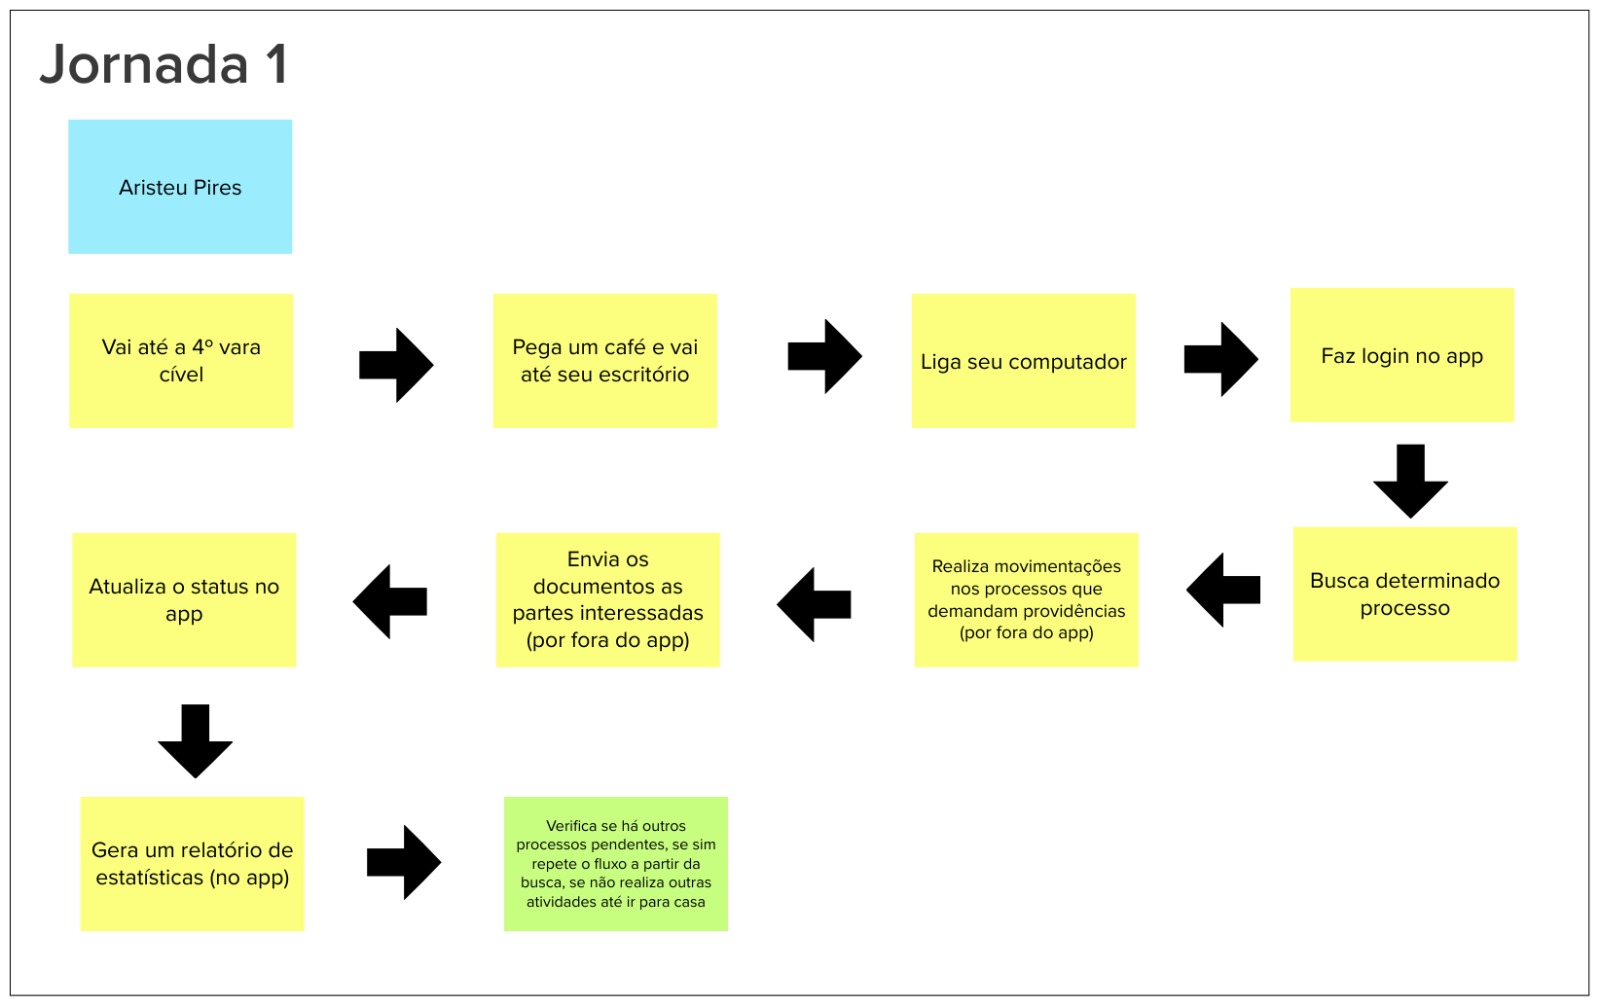 Jornada 1
Aristeu Pires
Vai até a 4º vara
cível
Pega um café e vai
até seu escritório
Liga seu computador
Faz login no app
Busca determinado
processo
Realiza movimentações
nos processos que
demandam providências
(por fora do app)
Envia os
documentos as
partes interessadas
(por fora do app)
Atualiza o status no
app
Gera um relatório de
estatísticas (no app)
Verifica se há outros
processos pendentes, se sim
repete o fluxo a partir da
busca, se não realiza outras
atividades até ir para casa